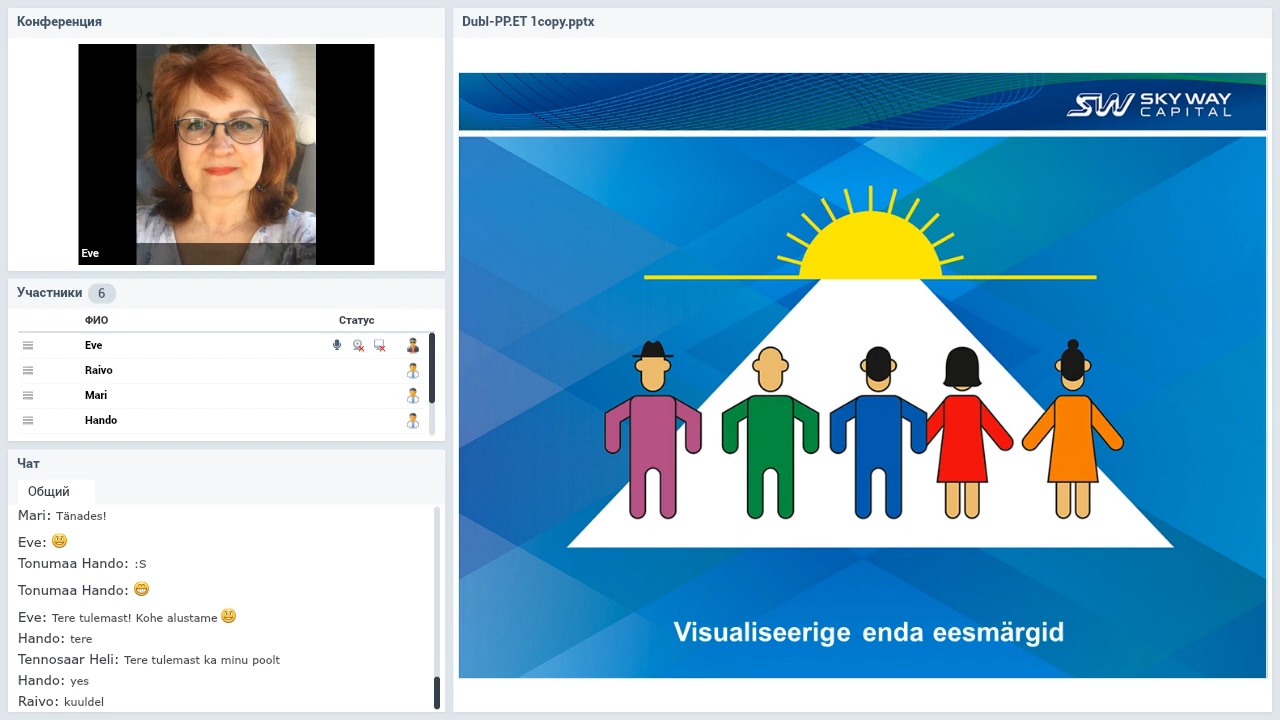 Конференция
Eve
Участники 6
ФИО Статус
Eve
Raivo
Mari
Hando
Чат
Общий
Mari: Tänades!
Eve:
Tonumaa Hando: :S
Tonumaa Hando:
Eve: Tere tulemast! Kohe alustame
Hando: tere
Tennosaar Heli: Tere tulemast ka minu poolt
Hando: yes
Raivo: kuuldel
Dubl-PP.ET 1copy.pptx
SW SKY WAY
CAPITAL
Visualiseerige enda eesmärgid